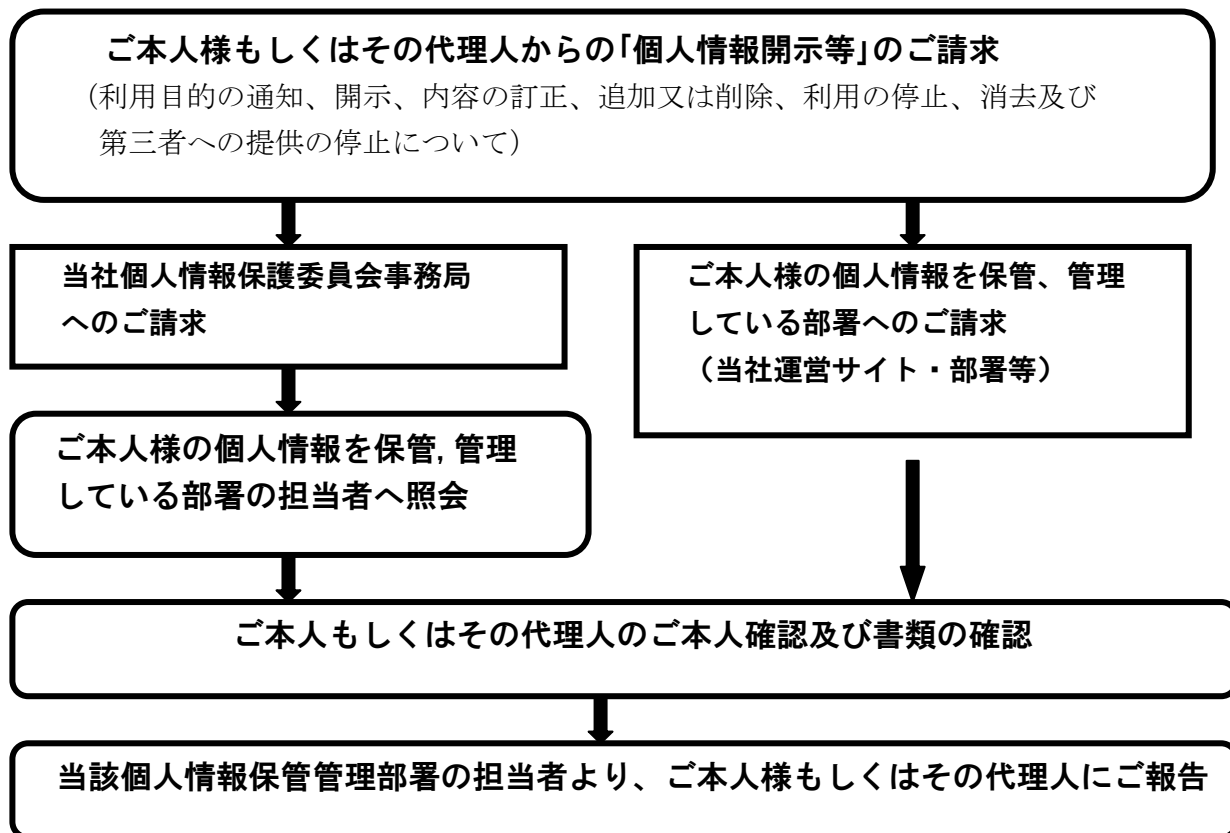 ご本人様もしくはその代理人からの｢個人情報開示等｣のご請求
（利用目的の通知、開示、内容の訂正、追加又は削除、利用の停止、消去及び
第三者への提供の停止について）
当社個人情報保護委員会事務局
へのご請求
ご本人様の個人情報を保管、管理
している部署へのご請求
（当社運営サイト・部署等）
ご本人様の個人情報を保管,管理
している部署の担当者へ照会
ご本人もしくはその代理人のご本人確認及び書類の確認
当該個人情報保管管理部署の担当者より、ご本人様もしくはその代理人にご報告